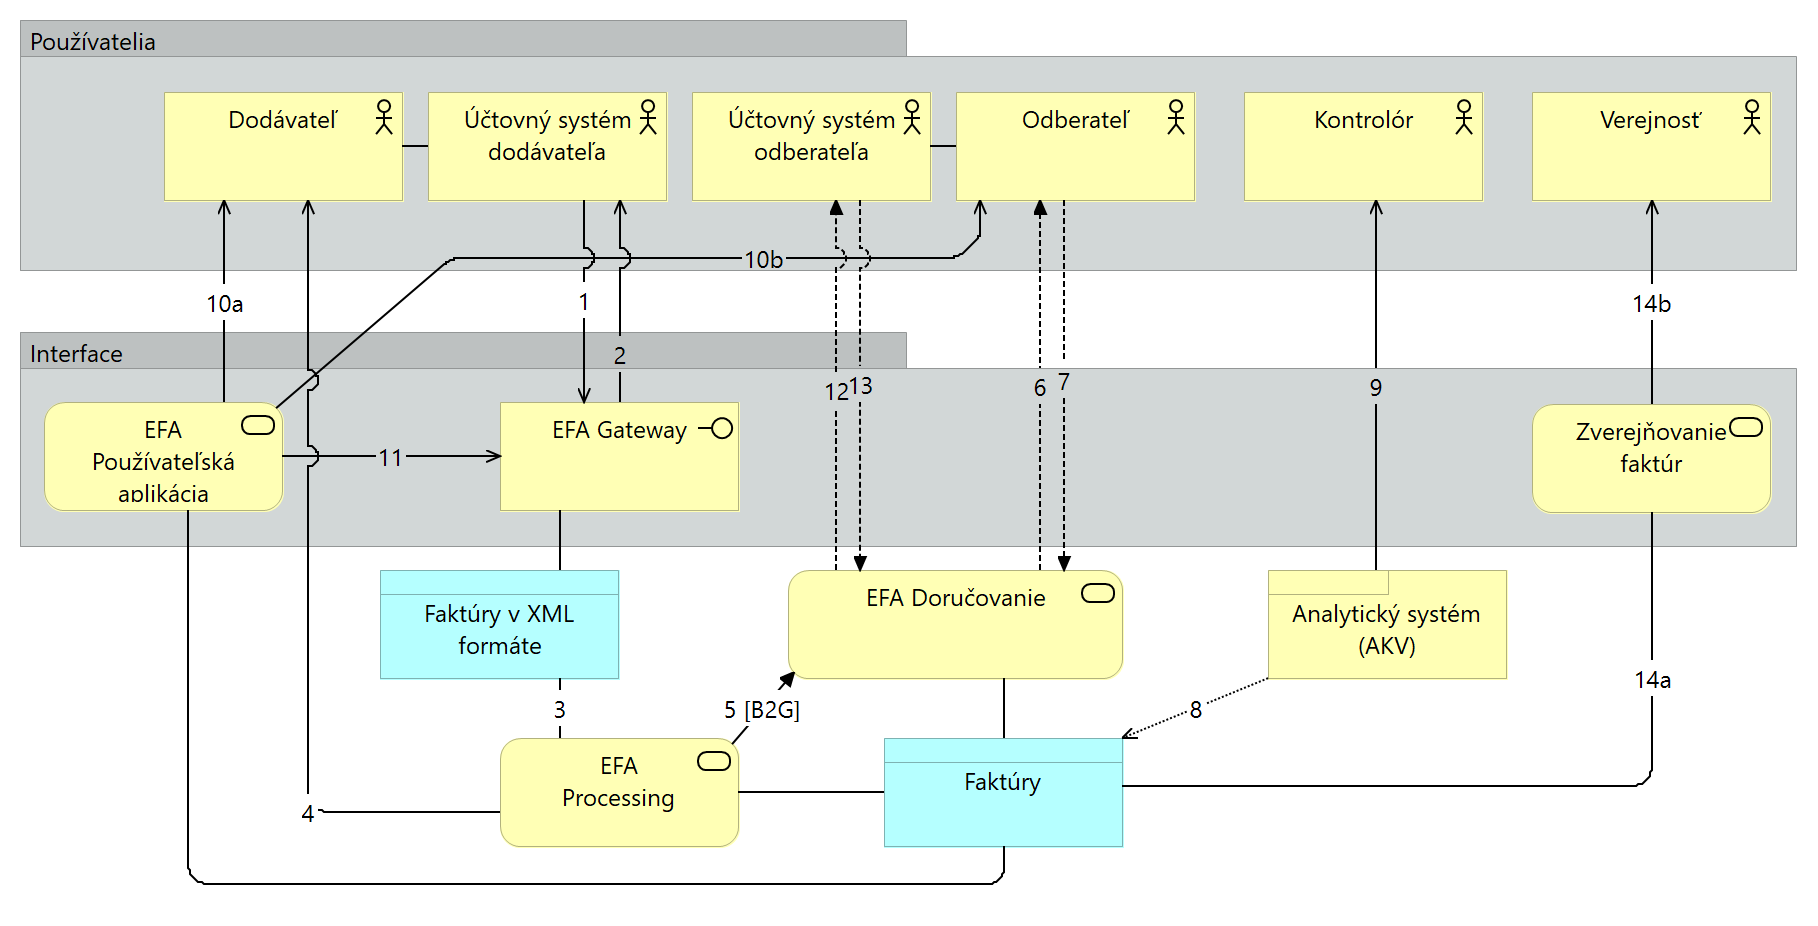 Používatelia
Dodávateľ
Účtovný systém
dodávateľa
Účtovný systém
odberateľa
Odberateľ
Kontrolór
Verejnosť
10b
10a
1
14b
Interface
2
12
13
6
7
9
EFA
Používateľská
aplikácia
11
EFA Gateway
Zverejňovanie
faktúr
Faktúry v XML
formáte
EFA Doručovanie
Analytický systém
(AKV)
14a
3
5 [B2G]
8
EFA
Processing
Faktúry
4